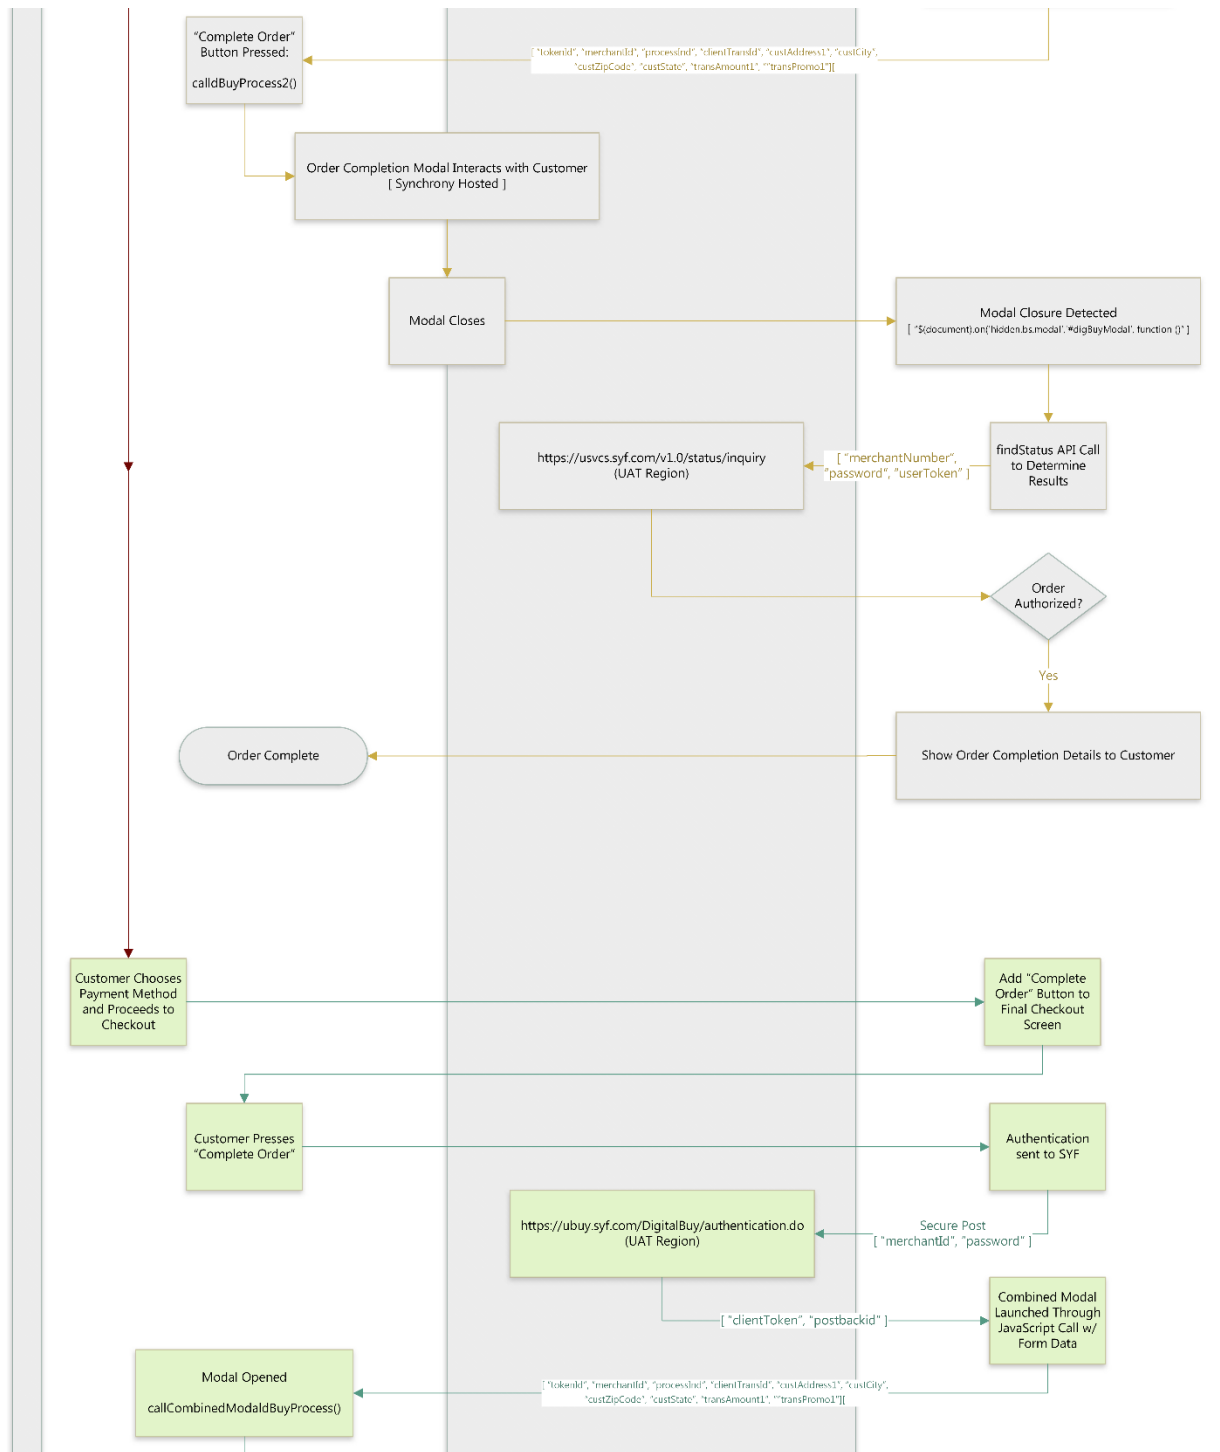 "Complete Order"
Button Pressed:
calldBuyProcess2()
[ "tokenId", "merchantId", "processInd", "clientTransId", "custAddress1", "custCity",
"custZipCode", "custState", "transAmount1", ""transPromo1"][
Order Completion Modal Interacts with Customer
[ Synchrony Hosted ]
Modal Closes
Modal Closure Detected
[ "$(document).on('hidden.bs.modal','#digBuyModal', function ()" ]
https://usvcs.syf.com/v1.0/status/inquiry
(UAT Region)
[ "merchantNumber",
"password", "userToken" ]
findStatus API Call
to Determine
Results
Order
Authorized?
Yes
Order Complete
Show Order Completion Details to Customer
Customer Chooses
Payment Method
and Proceeds to
Checkout
Add "Complete
Order" Button to
Final Checkout
Screen
Customer Presses
"Complete Order"
Authentication
sent to SYF
https://ubuy.syf.com/DigitalBuy/authentication.do
(UAT Region)
Secure Post
[ "merchantId", "password" ]
[ "clientToken", "postbackid" ]
Combined Modal
Launched Through
JavaScript Call w/
Form Data
Modal Opened
callCombinedModaldBuyProcess()
[ "tokenId", "merchantId", "processInd", "clientTransId", "custAddress1", "custCity",
"custZipCode", "custState", "transAmount1", ""transPromo1"][